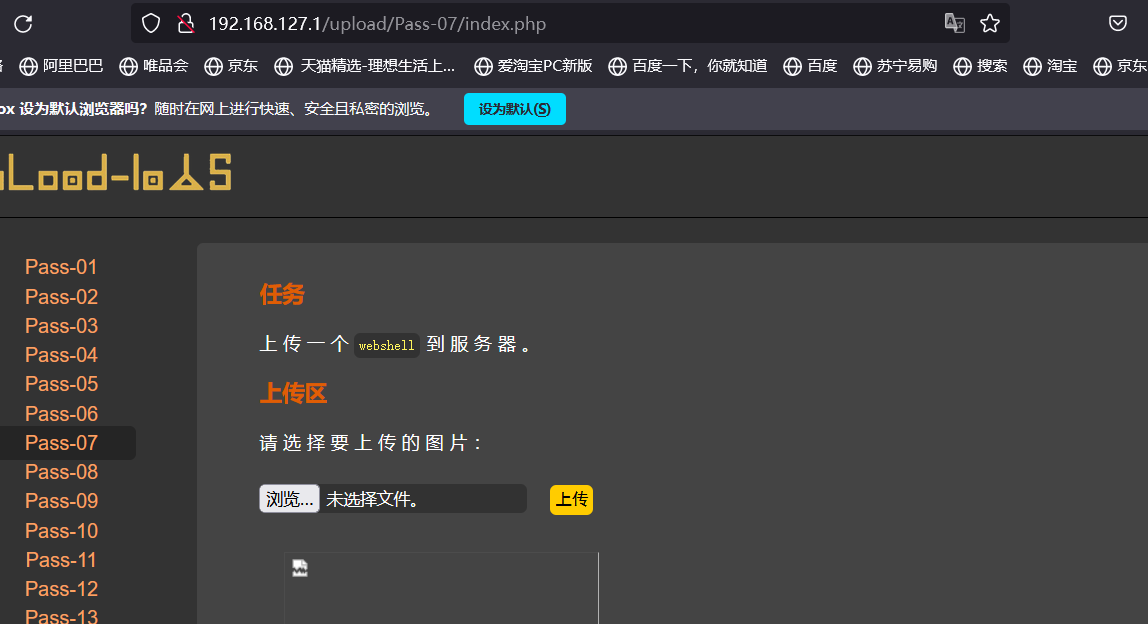 192.168.127.1/upload/Pass-07/index.php
阿里巴巴 唯品会 京东 天猫精选-理想生活上... 爱淘宝PC新版 百度一下，你就知道 百度 苏宁易购 搜索 淘宝 京东
ox 设为默认浏览器吗？随时在网上进行快速、安全且私密的浏览。 设为默认(S)
Load-labS
Pass-01
Pass-02
Pass-03
Pass-04
Pass-05
Pass-06
Pass-07
Pass-08
Pass-09
Pass-10
Pass-11
Pass-12
Pass-13
任务
上传一个 webshell 到服务器。
上传区
请选择要上传的图片：
浏览... 未选择文件。 上传